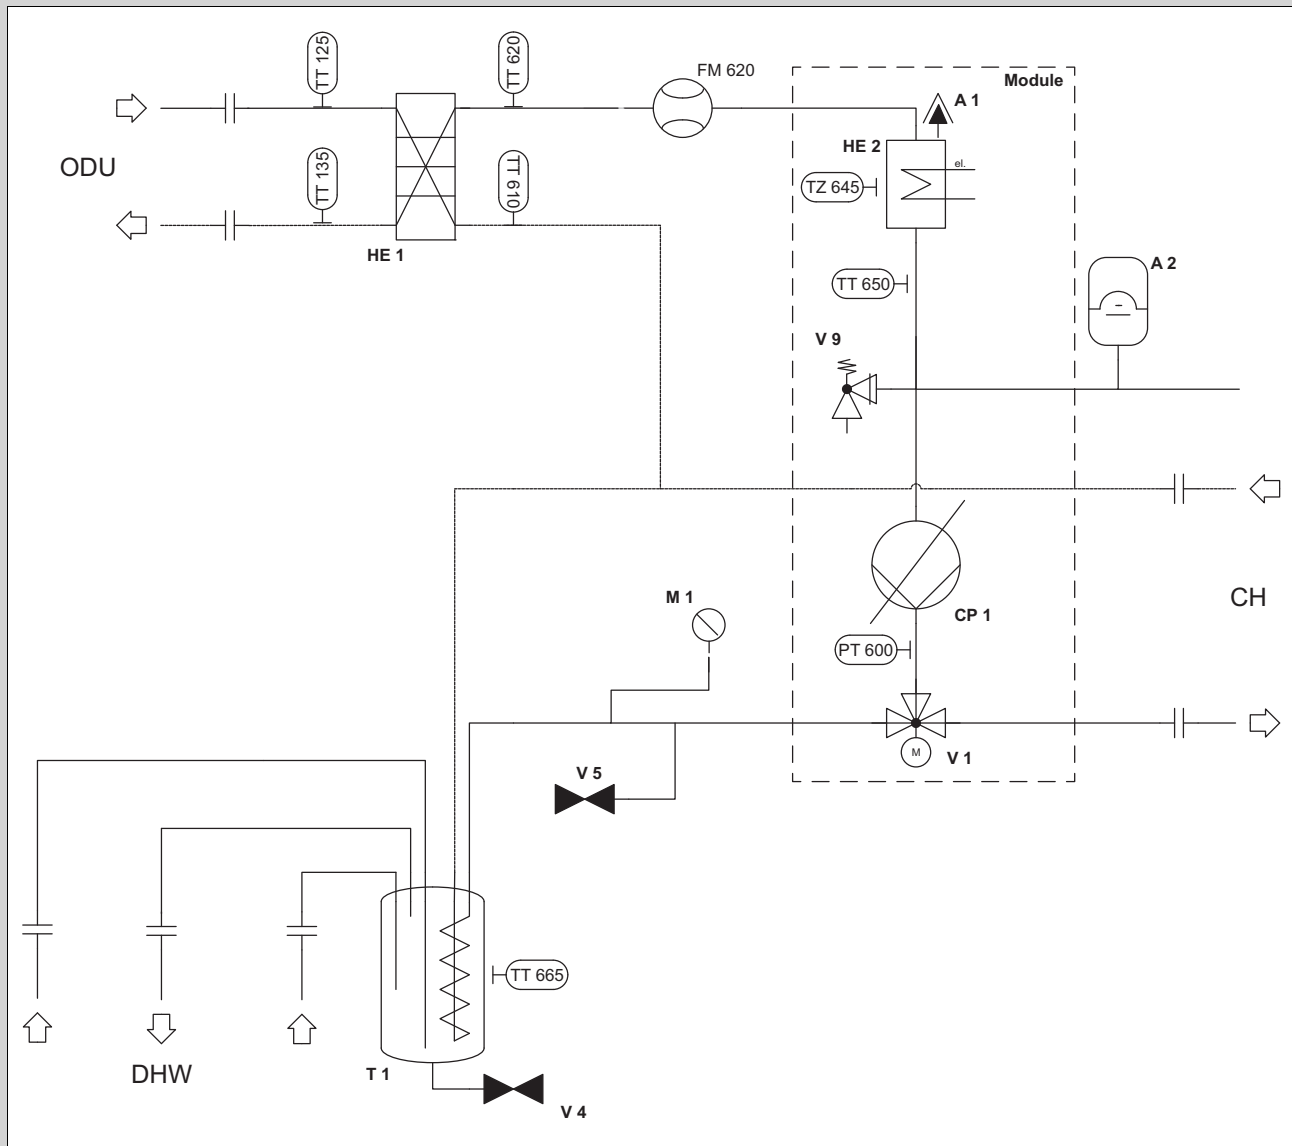 TT 125
TT 620
FM 620
Module
A 1
HE 2
el.
ODU
TT 135
TT 610
TZ 645
HE 1
A 2
TT 650
V 9
M 1
CP 1
CH
PT 600
M
V 1
V 5
TT 665
DHW
T 1
V 4